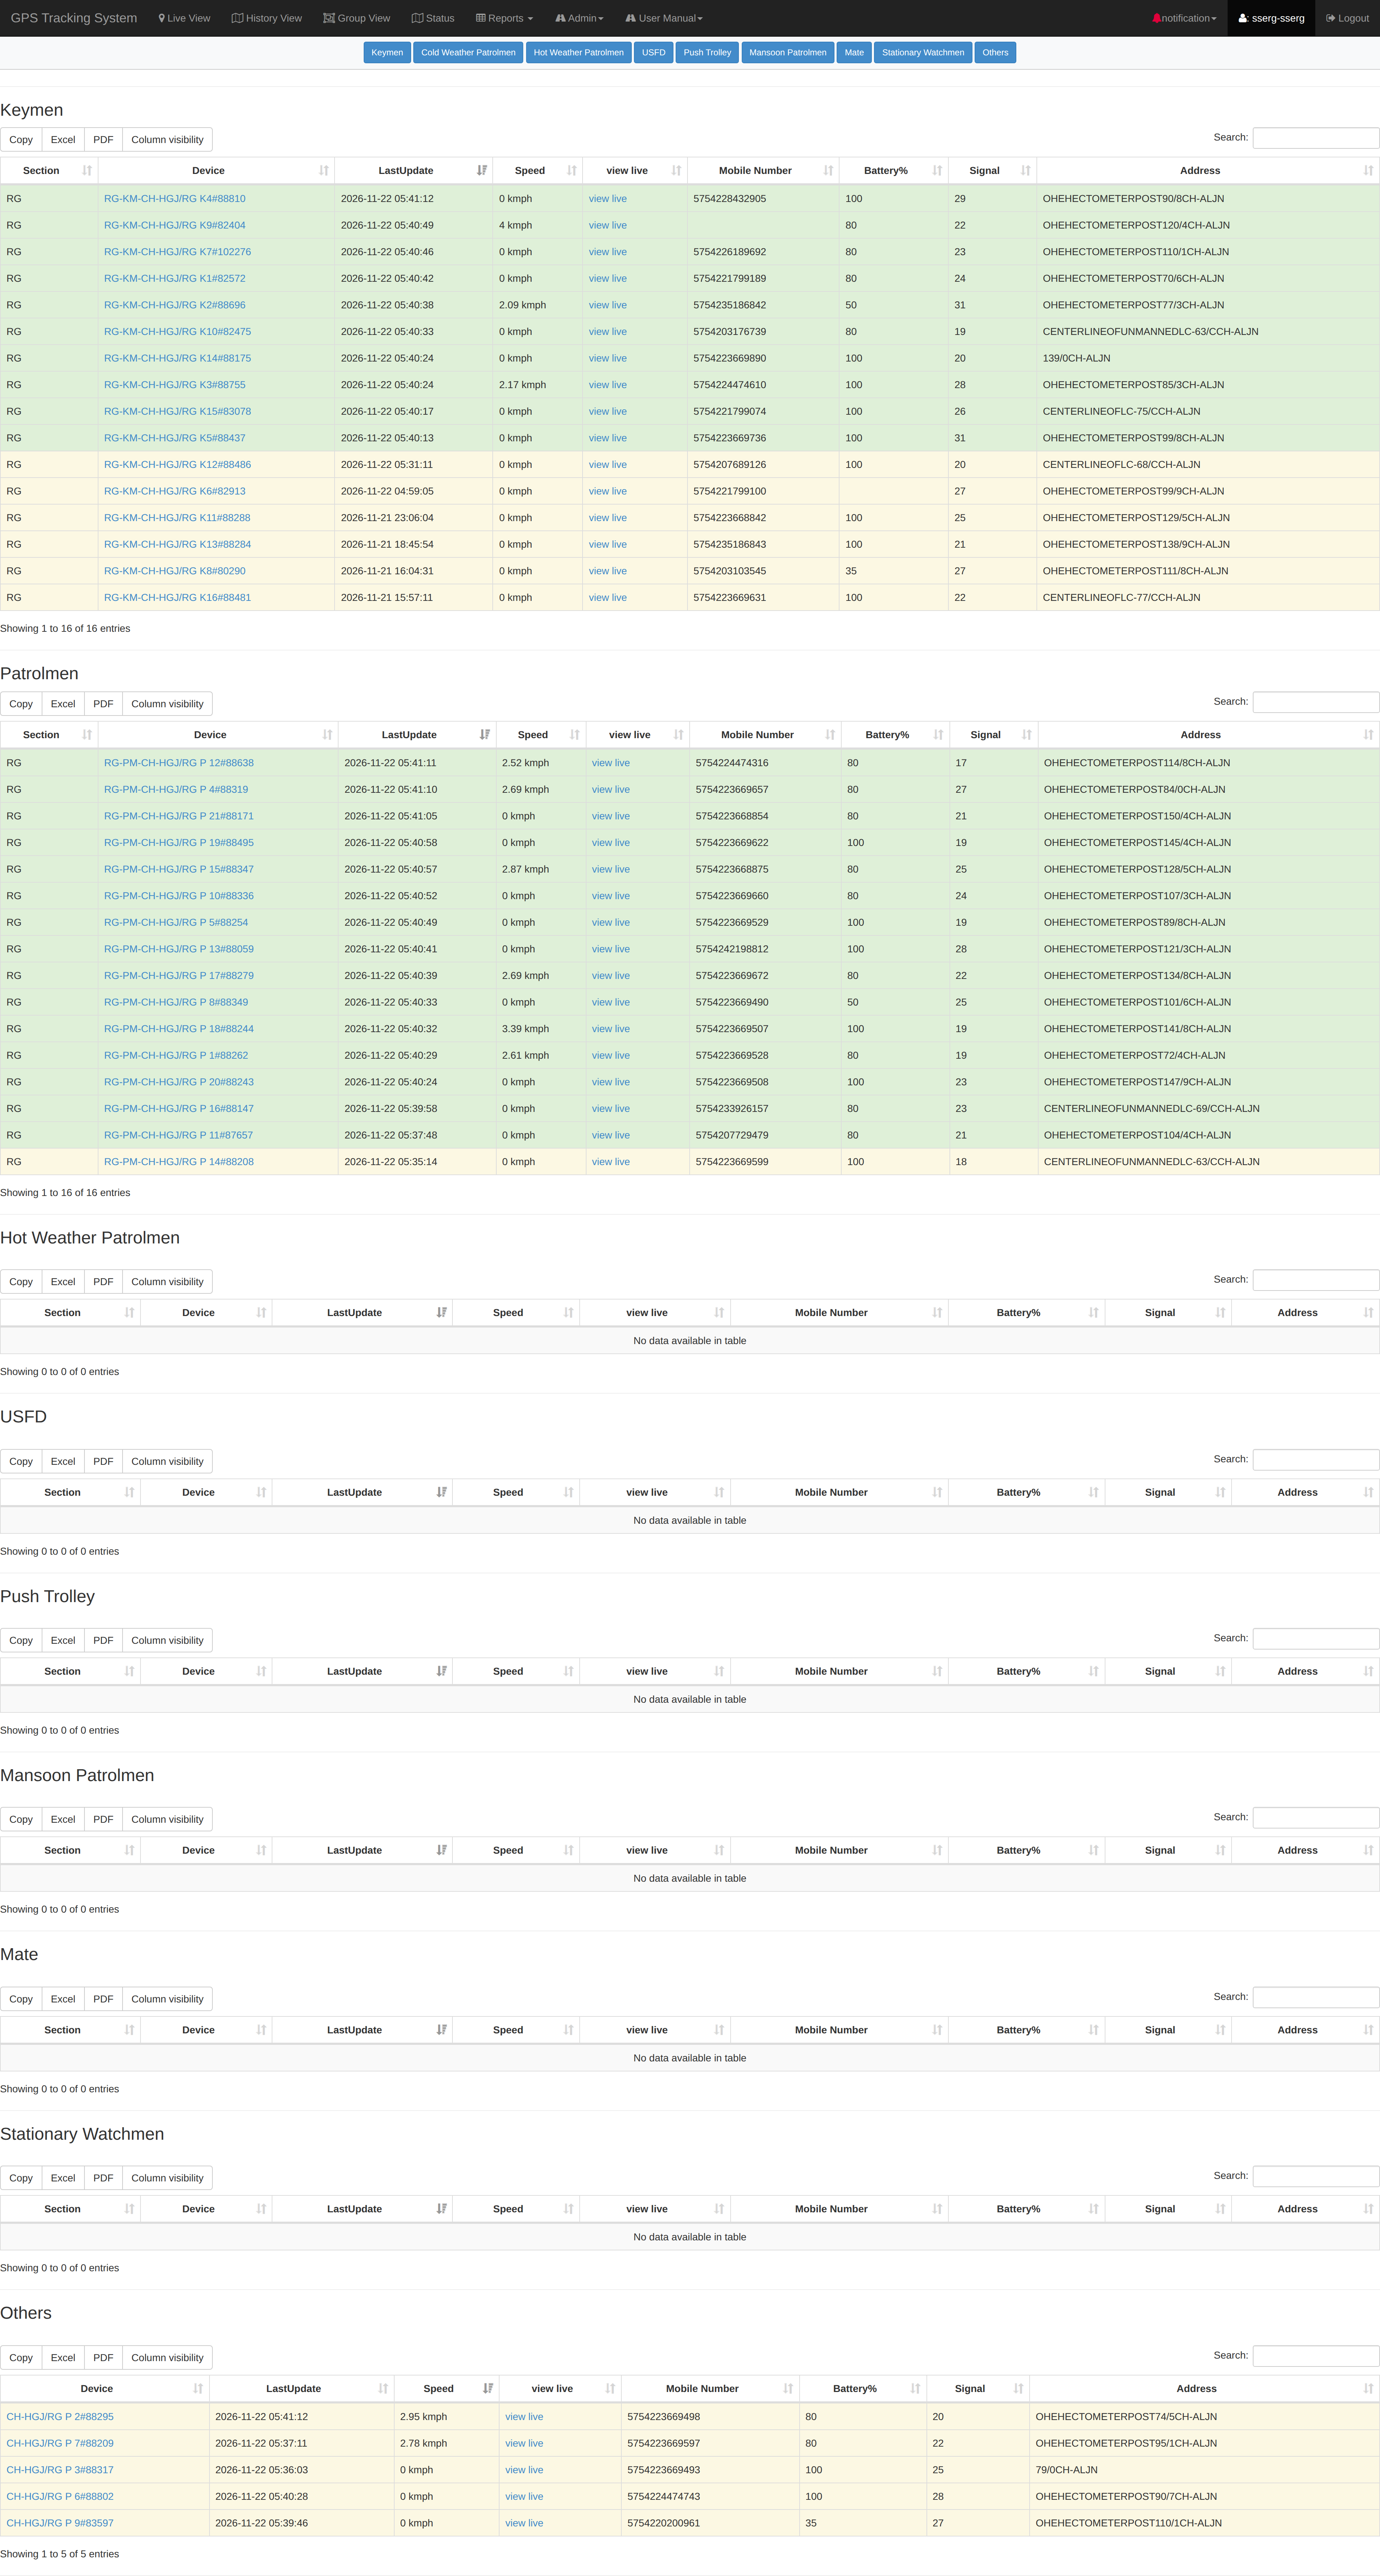 GPS Tracking System Live View History View Group View Status Reports Admin User Manual notification : sserg-sserg Logout
Keymen Cold Weather Patrolmen Hot Weather Patrolmen USFD Push Trolley Mansoon Patrolmen Mate Stationary Watchmen Others
Keymen
Copy Excel PDF Column visibility Search:
Section Device LastUpdate Speed view live Mobile Number Battery% Signal Address
RG RG-KM-CH-HGJ/RG K4#88810 2026-11-22 05:41:12 0 kmph view live 5754228432905 100 29 OHEHECTOMETERPOST90/8CH-ALJN
RG RG-KM-CH-HGJ/RG K9#82404 2026-11-22 05:40:49 4 kmph view live 80 22 OHEHECTOMETERPOST120/4CH-ALJN
RG RG-KM-CH-HGJ/RG K7#102276 2026-11-22 05:40:46 0 kmph view live 5754226189692 80 23 OHEHECTOMETERPOST110/1CH-ALJN
RG RG-KM-CH-HGJ/RG K1#82572 2026-11-22 05:40:42 0 kmph view live 5754221799189 80 24 OHEHECTOMETERPOST70/6CH-ALJN
RG RG-KM-CH-HGJ/RG K2#88696 2026-11-22 05:40:38 2.09 kmph view live 5754235186842 50 31 OHEHECTOMETERPOST77/3CH-ALJN
RG RG-KM-CH-HGJ/RG K10#82475 2026-11-22 05:40:33 0 kmph view live 5754203176739 80 19 CENTERLINEOFUNMANNEDLC-63/CCH-ALJN
RG RG-KM-CH-HGJ/RG K14#88175 2026-11-22 05:40:24 0 kmph view live 5754223669890 100 20 139/0CH-ALJN
RG RG-KM-CH-HGJ/RG K3#88755 2026-11-22 05:40:24 2.17 kmph view live 5754224474610 100 28 OHEHECTOMETERPOST85/3CH-ALJN
RG RG-KM-CH-HGJ/RG K15#83078 2026-11-22 05:40:17 0 kmph view live 5754221799074 100 26 CENTERLINEOFLC-75/CCH-ALJN
RG RG-KM-CH-HGJ/RG K5#88437 2026-11-22 05:40:13 0 kmph view live 5754223669736 100 31 OHEHECTOMETERPOST99/8CH-ALJN
RG RG-KM-CH-HGJ/RG K12#88486 2026-11-22 05:31:11 0 kmph view live 5754207689126 100 20 CENTERLINEOFLC-68/CCH-ALJN
RG RG-KM-CH-HGJ/RG K6#82913 2026-11-22 04:59:05 0 kmph view live 5754221799100 27 OHEHECTOMETERPOST99/9CH-ALJN
RG RG-KM-CH-HGJ/RG K11#88288 2026-11-21 23:06:04 0 kmph view live 5754223668842 100 25 OHEHECTOMETERPOST129/5CH-ALJN
RG RG-KM-CH-HGJ/RG K13#88284 2026-11-21 18:45:54 0 kmph view live 5754235186843 100 21 OHEHECTOMETERPOST138/9CH-ALJN
RG RG-KM-CH-HGJ/RG K8#80290 2026-11-21 16:04:31 0 kmph view live 5754203103545 35 27 OHEHECTOMETERPOST111/8CH-ALJN
RG RG-KM-CH-HGJ/RG K16#88481 2026-11-21 15:57:11 0 kmph view live 5754223669631 100 22 CENTERLINEOFLC-77/CCH-ALJN
Showing 1 to 16 of 16 entries
Patrolmen
Copy Excel PDF Column visibility Search:
Section Device LastUpdate Speed view live Mobile Number Battery% Signal Address
RG RG-PM-CH-HGJ/RG P 12#88638 2026-11-22 05:41:11 2.52 kmph view live 5754224474316 80 17 OHEHECTOMETERPOST114/8CH-ALJN
RG RG-PM-CH-HGJ/RG P 4#88319 2026-11-22 05:41:10 2.69 kmph view live 5754223669657 80 27 OHEHECTOMETERPOST84/0CH-ALJN
RG RG-PM-CH-HGJ/RG P 21#88171 2026-11-22 05:41:05 0 kmph view live 5754223668854 80 21 OHEHECTOMETERPOST150/4CH-ALJN
RG RG-PM-CH-HGJ/RG P 19#88495 2026-11-22 05:40:58 0 kmph view live 5754223669622 100 19 OHEHECTOMETERPOST145/4CH-ALJN
RG RG-PM-CH-HGJ/RG P 15#88347 2026-11-22 05:40:57 2.87 kmph view live 5754223668875 80 25 OHEHECTOMETERPOST128/5CH-ALJN
RG RG-PM-CH-HGJ/RG P 10#88336 2026-11-22 05:40:52 0 kmph view live 5754223669660 80 24 OHEHECTOMETERPOST107/3CH-ALJN
RG RG-PM-CH-HGJ/RG P 5#88254 2026-11-22 05:40:49 0 kmph view live 5754223669529 100 19 OHEHECTOMETERPOST89/8CH-ALJN
RG RG-PM-CH-HGJ/RG P 13#88059 2026-11-22 05:40:41 0 kmph view live 5754242198812 100 28 OHEHECTOMETERPOST121/3CH-ALJN
RG RG-PM-CH-HGJ/RG P 17#88279 2026-11-22 05:40:39 2.69 kmph view live 5754223669672 80 22 OHEHECTOMETERPOST134/8CH-ALJN
RG RG-PM-CH-HGJ/RG P 8#88349 2026-11-22 05:40:33 0 kmph view live 5754223669490 50 25 OHEHECTOMETERPOST101/6CH-ALJN
RG RG-PM-CH-HGJ/RG P 18#88244 2026-11-22 05:40:32 3.39 kmph view live 5754223669507 100 19 OHEHECTOMETERPOST141/8CH-ALJN
RG RG-PM-CH-HGJ/RG P 1#88262 2026-11-22 05:40:29 2.61 kmph view live 5754223669528 80 19 OHEHECTOMETERPOST72/4CH-ALJN
RG RG-PM-CH-HGJ/RG P 20#88243 2026-11-22 05:40:24 0 kmph view live 5754223669508 100 23 OHEHECTOMETERPOST147/9CH-ALJN
RG RG-PM-CH-HGJ/RG P 16#88147 2026-11-22 05:39:58 0 kmph view live 5754233926157 80 23 CENTERLINEOFUNMANNEDLC-69/CCH-ALJN
RG RG-PM-CH-HGJ/RG P 11#87657 2026-11-22 05:37:48 0 kmph view live 5754207729479 80 21 OHEHECTOMETERPOST104/4CH-ALJN
RG RG-PM-CH-HGJ/RG P 14#88208 2026-11-22 05:35:14 0 kmph view live 5754223669599 100 18 CENTERLINEOFUNMANNEDLC-63/CCH-ALJN
Showing 1 to 16 of 16 entries
Hot Weather Patrolmen
Copy Excel PDF Column visibility Search:
Section Device LastUpdate Speed view live Mobile Number Battery% Signal Address
No data available in table
Showing 0 to 0 of 0 entries
USFD
Copy Excel PDF Column visibility Search:
Section Device LastUpdate Speed view live Mobile Number Battery% Signal Address
No data available in table
Showing 0 to 0 of 0 entries
Push Trolley
Copy Excel PDF Column visibility Search:
Section Device LastUpdate Speed view live Mobile Number Battery% Signal Address
No data available in table
Showing 0 to 0 of 0 entries
Mansoon Patrolmen
Copy Excel PDF Column visibility Search:
Section Device LastUpdate Speed view live Mobile Number Battery% Signal Address
No data available in table
Showing 0 to 0 of 0 entries
Mate
Copy Excel PDF Column visibility Search:
Section Device LastUpdate Speed view live Mobile Number Battery% Signal Address
No data available in table
Showing 0 to 0 of 0 entries
Stationary Watchmen
Copy Excel PDF Column visibility Search:
Section Device LastUpdate Speed view live Mobile Number Battery% Signal Address
No data available in table
Showing 0 to 0 of 0 entries
Others
Copy Excel PDF Column visibility Search:
Device LastUpdate Speed view live Mobile Number Battery% Signal Address
CH-HGJ/RG P 2#88295 2026-11-22 05:41:12 2.95 kmph view live 5754223669498 80 20 OHEHECTOMETERPOST74/5CH-ALJN
CH-HGJ/RG P 7#88209 2026-11-22 05:37:11 2.78 kmph view live 5754223669597 80 22 OHEHECTOMETERPOST95/1CH-ALJN
CH-HGJ/RG P 3#88317 2026-11-22 05:36:03 0 kmph view live 5754223669493 100 25 79/0CH-ALJN
CH-HGJ/RG P 6#88802 2026-11-22 05:40:28 0 kmph view live 5754224474743 100 28 OHEHECTOMETERPOST90/7CH-ALJN
CH-HGJ/RG P 9#83597 2026-11-22 05:39:46 0 kmph view live 5754220200961 35 27 OHEHECTOMETERPOST110/1CH-ALJN
Showing 1 to 5 of 5 entries